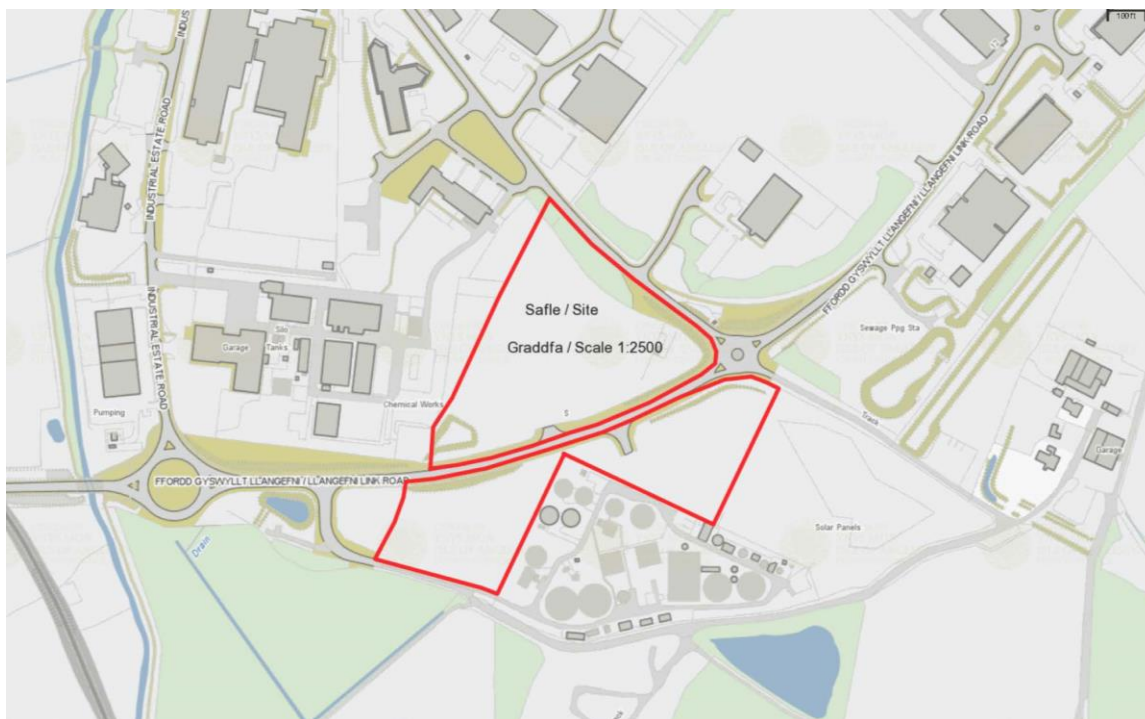 100 ft
INDUS
INDUSTRIAL ESTATE ROAD
INDUSTRIAL ESTATE ROAD
FFORDD GYSWYLLT LLANGEFNI / LLANGEFNI LINK ROAD
Safle / Site
Graddfa / Scale 1:2500
Sewage Ppg Sta
Silo
Garage
Tanks
Chemical Works
Pumping
S
Track
Garage
FFORDD GYSWYLLT LLANGEFNI / LLANGEFNI LINK ROAD
Solar Panels
Drain